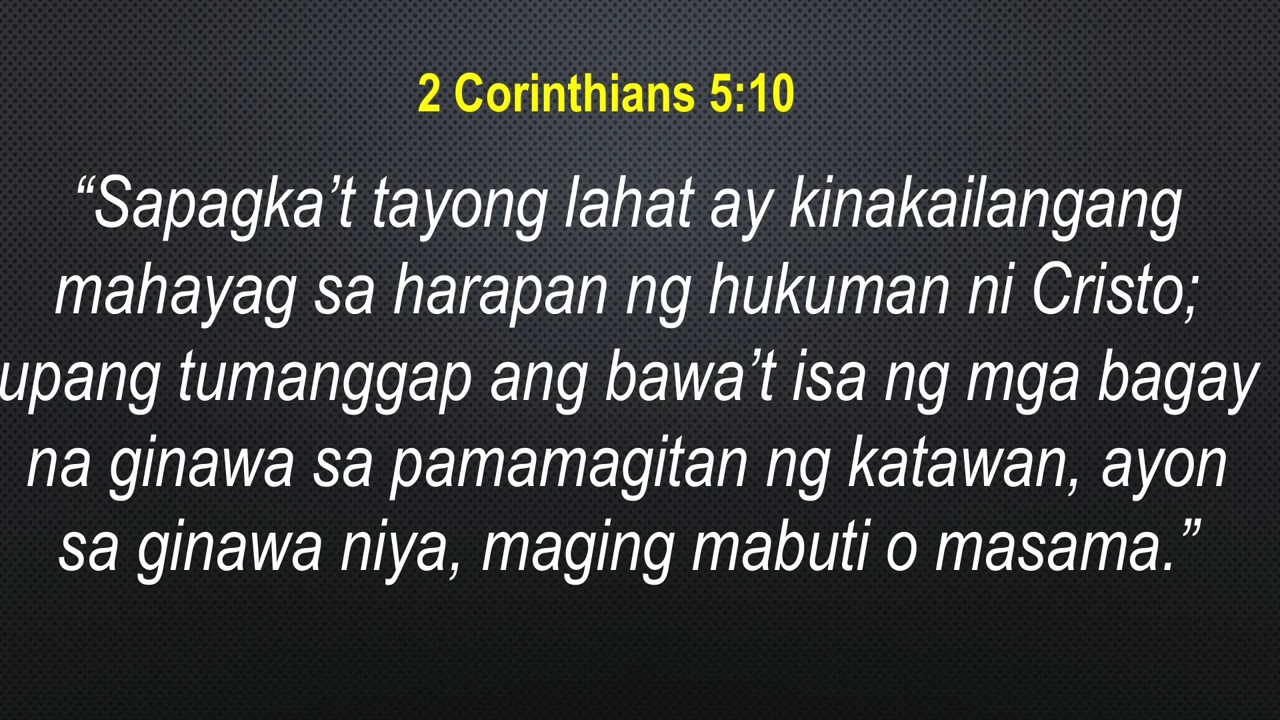 2 Corinthians 5:10
“Sapagka’t tayong lahat ay kinakailangang
mahayag sa harapan ng hukuman ni Cristo;
upang tumanggap ang bawa’t isa ng mga bagay
na ginawa sa pamamagitan ng katawan, ayon
sa ginawa niya, maging mabuti o masama.”